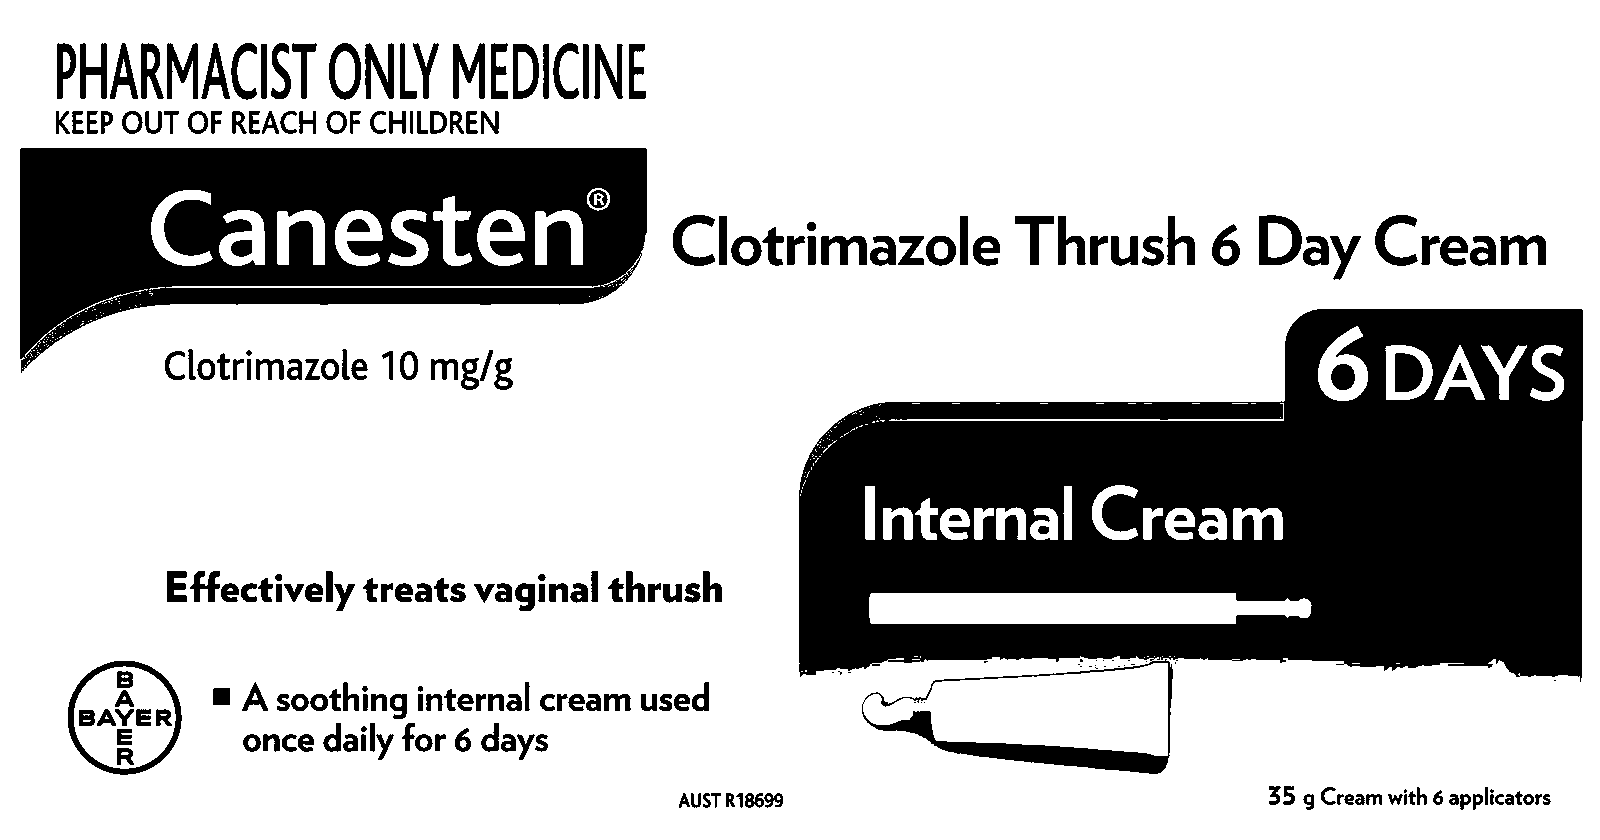 PHARMACIST ONLY MEDICINE
KEEP OUT OF REACH OF CHILDREN
Canesten®
Clotrimazole Thrush 6 Day Cream
Clotrimazole 10 mg/g
6 DAYS
Internal Cream
Effectively treats vaginal thrush
BAYER
BAYER
■ A soothing internal cream used
once daily for 6 days
AUST R18699
35 g Cream with 6 applicators